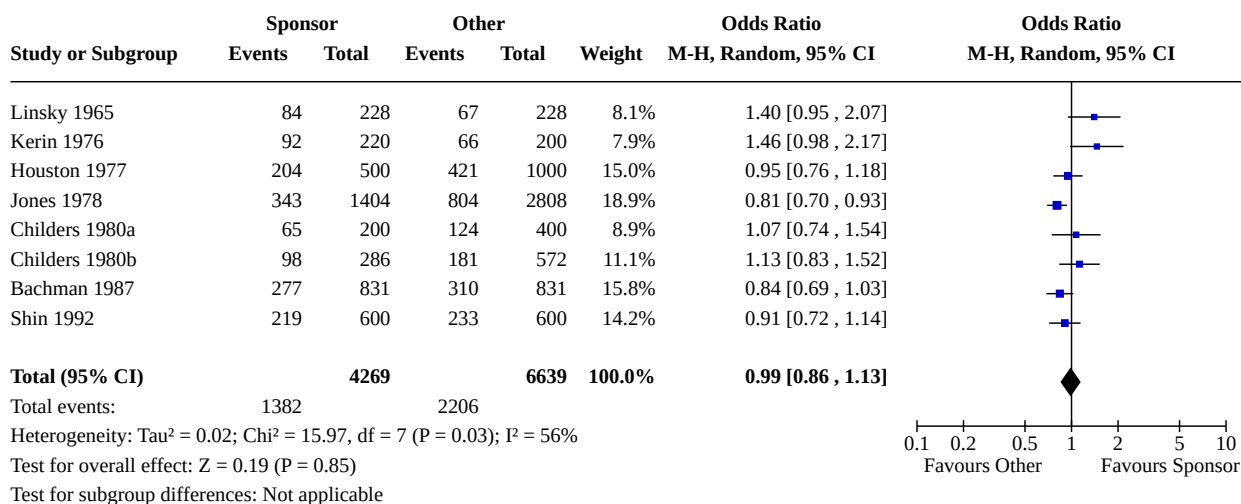 Sponsor Other Odds Ratio Odds Ratio
Study or Subgroup Events Total Events Total Weight M-H, Random, 95% CI M-H, Random, 95% CI
Linsky 1965 84 228 67 228 8.1% 1.40 [0.95 , 2.07]
Kerin 1976 92 220 66 200 7.9% 1.46 [0.98 , 2.17]
Houston 1977 204 500 421 1000 15.0% 0.95 [0.76 , 1.18]
Jones 1978 343 1404 804 2808 18.9% 0.81 [0.70 , 0.93]
Childers 1980a 65 200 124 400 8.9% 1.07 [0.74 , 1.54]
Childers 1980b 98 286 181 572 11.1% 1.13 [0.83 , 1.52]
Bachman 1987 277 831 310 831 15.8% 0.84 [0.69 , 1.03]
Shin 1992 219 600 233 600 14.2% 0.91 [0.72 , 1.14]
Total (95% CI) 4269 6639 100.0% 0.99 [0.86 , 1.13]
Total events: 1382 2206
Heterogeneity: Tau² = 0.02; Chi² = 15.97, df = 7 (P = 0.03); I² = 56%
0.1 0.2 0.5 1 2 5 10
Test for overall effect: Z = 0.19 (P = 0.85) Favours Other Favours Sponsor
Test for subgroup differences: Not applicable